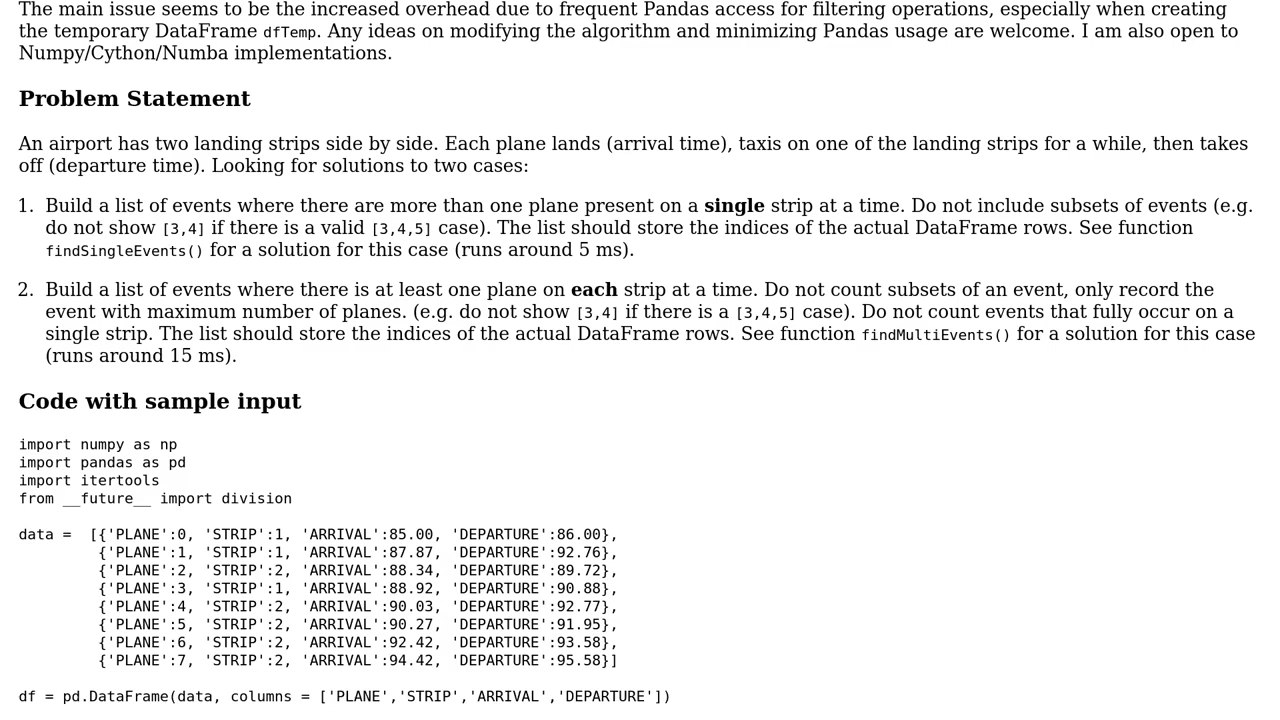 The main issue seems to be the increased overhead due to frequent Pandas access for filtering operations, especially when creating
the temporary DataFrame dfTemp. Any ideas on modifying the algorithm and minimizing Pandas usage are welcome. I am also open to
Numpy/Cython/Numba implementations.
Problem Statement
An airport has two landing strips side by side. Each plane lands (arrival time), taxis on one of the landing strips for a while, then takes
off (departure time). Looking for solutions to two cases:
1. Build a list of events where there are more than one plane present on a single strip at a time. Do not include subsets of events (e.g.
do not show [3,4] if there is a valid [3,4,5] case). The list should store the indices of the actual DataFrame rows. See function
findSingleEvents() for a solution for this case (runs around 5 ms).
2. Build a list of events where there is at least one plane on each strip at a time. Do not count subsets of an event, only record the
event with maximum number of planes. (e.g. do not show [3,4] if there is a [3,4,5] case). Do not count events that fully occur on a
single strip. The list should store the indices of the actual DataFrame rows. See function findMultiEvents() for a solution for this case
(runs around 15 ms).
Code with sample input
import numpy as np
import pandas as pd
import itertools
from __future__ import division
data =  [{'PLANE':0, 'STRIP':1, 'ARRIVAL':85.00, 'DEPARTURE':86.00},
         {'PLANE':1, 'STRIP':1, 'ARRIVAL':87.87, 'DEPARTURE':92.76},
         {'PLANE':2, 'STRIP':2, 'ARRIVAL':88.34, 'DEPARTURE':89.72},
         {'PLANE':3, 'STRIP':1, 'ARRIVAL':88.92, 'DEPARTURE':90.88},
         {'PLANE':4, 'STRIP':2, 'ARRIVAL':90.03, 'DEPARTURE':92.77},
         {'PLANE':5, 'STRIP':2, 'ARRIVAL':90.27, 'DEPARTURE':91.95},
         {'PLANE':6, 'STRIP':2, 'ARRIVAL':92.42, 'DEPARTURE':93.58},
         {'PLANE':7, 'STRIP':2, 'ARRIVAL':94.42, 'DEPARTURE':95.58}]
df = pd.DataFrame(data, columns = ['PLANE','STRIP','ARRIVAL','DEPARTURE'])